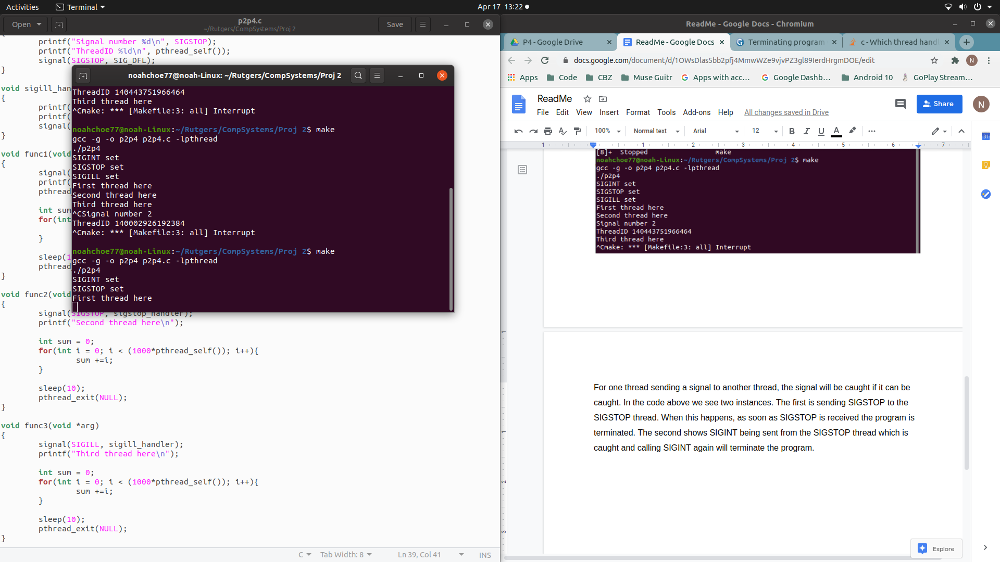 Activities
Terminal
Apr 17 13:22
Open
p2p4.c
~/Rutgers/CompSystems/Proj 2
Save
{
printf("Signal number %d\n", SIGSTOP);
printf("ThreadID %ld\n", pthread_self());
signal(SIGSTOP, SIG_DFL);
}
void sigill_han
{
printf(
printf(
signal(
}
void func1(void
{
signal(
printf(
pthread
int sum
for(int
}
sleep(1
pthread
}
void func2(void
{
signal(SIGSTOP, sigstop_handler);
printf("Second thread here\n");
int sum = 0;
for(int i = 0; i < (1000*pthread_self()); i++){
sum +=i;
}
sleep(10);
pthread_exit(NULL);
}
void func3(void *arg)
{
signal(SIGILL, sigill_handler);
printf("Third thread here\n");
int sum = 0;
for(int i = 0; i < (1000*pthread_self()); i++){
sum +=i;
}
sleep(10);
pthread_exit(NULL);
}
C
Tab Width: 8
Ln 39, Col 41
INS
noahchoe77@noah-Linux: ~/Rutgers/CompSystems/Proj 2
ThreadID 140443751966464
Third thread here
^Cmake: *** [Makefile:3: all] Interrupt
noahchoe77@noah-Linux:~/Rutgers/CompSystems/Proj 2$ make
gcc -g -o p2p4 p2p4.c -lpthread
./p2p4
SIGINT set
SIGSTOP set
SIGILL set
First thread here
Second thread here
Third thread here
^CSignal number 2
ThreadID 140002926192384
^Cmake: *** [Makefile:3: all] Interrupt
noahchoe77@noah-Linux:~/Rutgers/CompSystems/Proj 2$ make
gcc -g -o p2p4 p2p4.c -lpthread
./p2p4
SIGINT set
SIGSTOP set
First thread here
ReadMe - Google Docs - Chromium
P4 - Google Drive
ReadMe - Google Docs
Terminating program
c - Which thread handl
docs.google.com/document/d/1OWsDlas5bb2pfj4MmwWZe9vjvPZ3gl89IerdHrgmDOE/edit
N
Apps
Code
CBZ
Muse Guitr
Apps with acc...
Google Dashb...
Android 10
GoPlay Stream...
ReadMe
File Edit View Insert Format Tools Add-ons Help
All changes saved in Drive
Share
N
100%
Normal text
Arial
12
B I U A
1 1 2 3 4 5 6 7
31
[8]+ Stopped make
noahchoe77@noah-Linux:~/Rutgers/CompSystems/Proj 2$ make
gcc -g -o p2p4 p2p4.c -lpthread
./p2p4
SIGINT set
SIGSTOP set
SIGILL set
First thread here
Second thread here
Signal number 2
ThreadID 140443751966464
Third thread here
^Cmake: *** [Makefile:3: all] Interrupt
For one thread sending a signal to another thread, the signal will be caught if it can be
caught. In the code above we see two instances. The first is sending SIGSTOP to the
SIGSTOP thread. When this happens, as soon as SIGSTOP is received the program is
terminated. The second shows SIGINT being sent from the SIGSTOP thread which is
caught and calling SIGINT again will terminate the program.
1
1
2
3
Explore